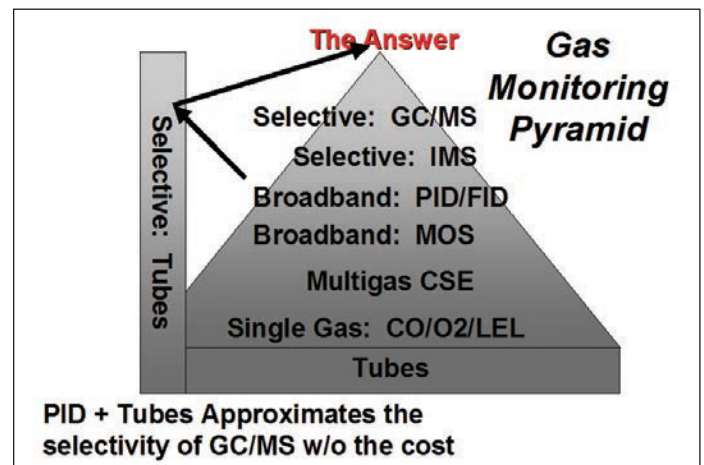 The Answer
Gas
Monitoring
Pyramid
Selective: Tubes
Selective: GC/MS
Selective: IMS
Broadband: PID/FID
Broadband: MOS
Multigas CSE
Single Gas: CO/O2/LEL
Tubes
PID + Tubes Approximates the
selectivity of GC/MS w/o the cost